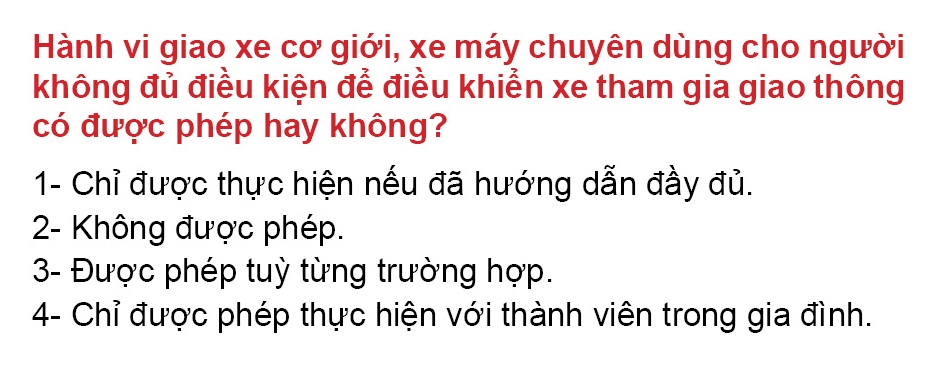 Hành vi giao xe cơ giới, xe máy chuyên dùng cho người
không đủ điều kiện để điều khiển xe tham gia giao thông
có được phép hay không?
1- Chỉ được thực hiện nếu đã hướng dẫn đầy đủ.
2- Không được phép.
3- Được phép tuỳ từng trường hợp.
4- Chỉ được phép thực hiện với thành viên trong gia đình.